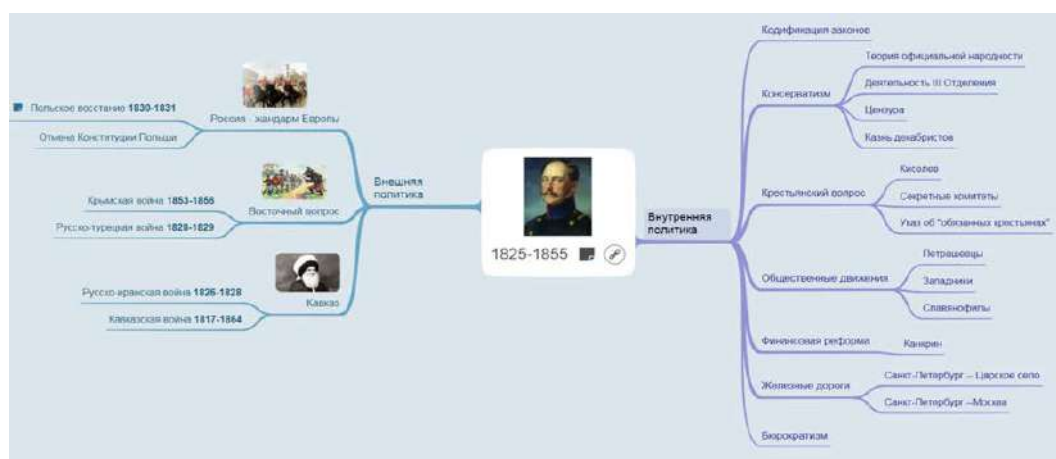 Польское восстание 1830-1831
Отмена Конституции Польши
Россия - жандарм Европы
Крымская война 1853-1856
Русско-турецкая война 1828-1829
Восточный вопрос
Русско-иранская война 1826-1828
Кавказская война 1817-1864
Кавказ
Внешняя
политика
1825-1855
Внутренняя
политика
Кодификация законов
Консерватизм
Теория официальной народности
Деятельность III Отделения
Цензура
Казнь декабристов
Крестьянский вопрос
Киселев
Секретные комитеты
Указ об "обязанных крестьянах"
Общественные движения
Петрашевцы
Западники
Славянофилы
Финансовая реформа
Канкрин
Железные дороги
Санкт-Петербург – Царское село
Санкт-Петербург –Москва
Бюрократизм